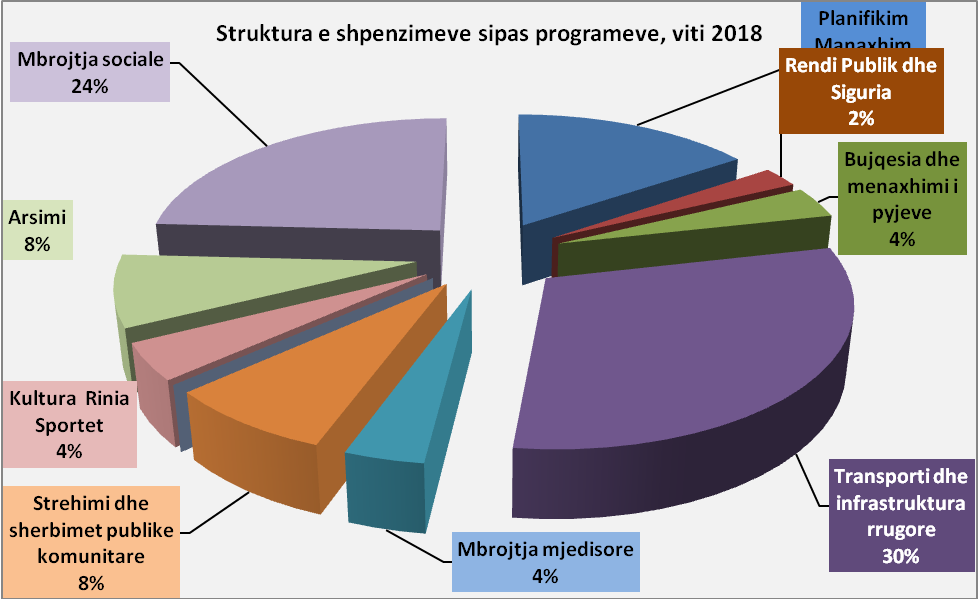 Struktura e shpenzimeve sipas programeve, viti 2018
Planifikim
Manaxhim
Rendi Publik dhe
Siguria
2%
Bujqesia dhe
menaxhimi i
pyjeve
4%
Transporti dhe
infrastruktura
rrugore
30%
Mbrojtja mjedisore
4%
Strehimi dhe
sherbimet publike
komunitare
8%
Kultura Rinia
Sportet
4%
Arsimi
8%
Mbrojtja sociale
24%